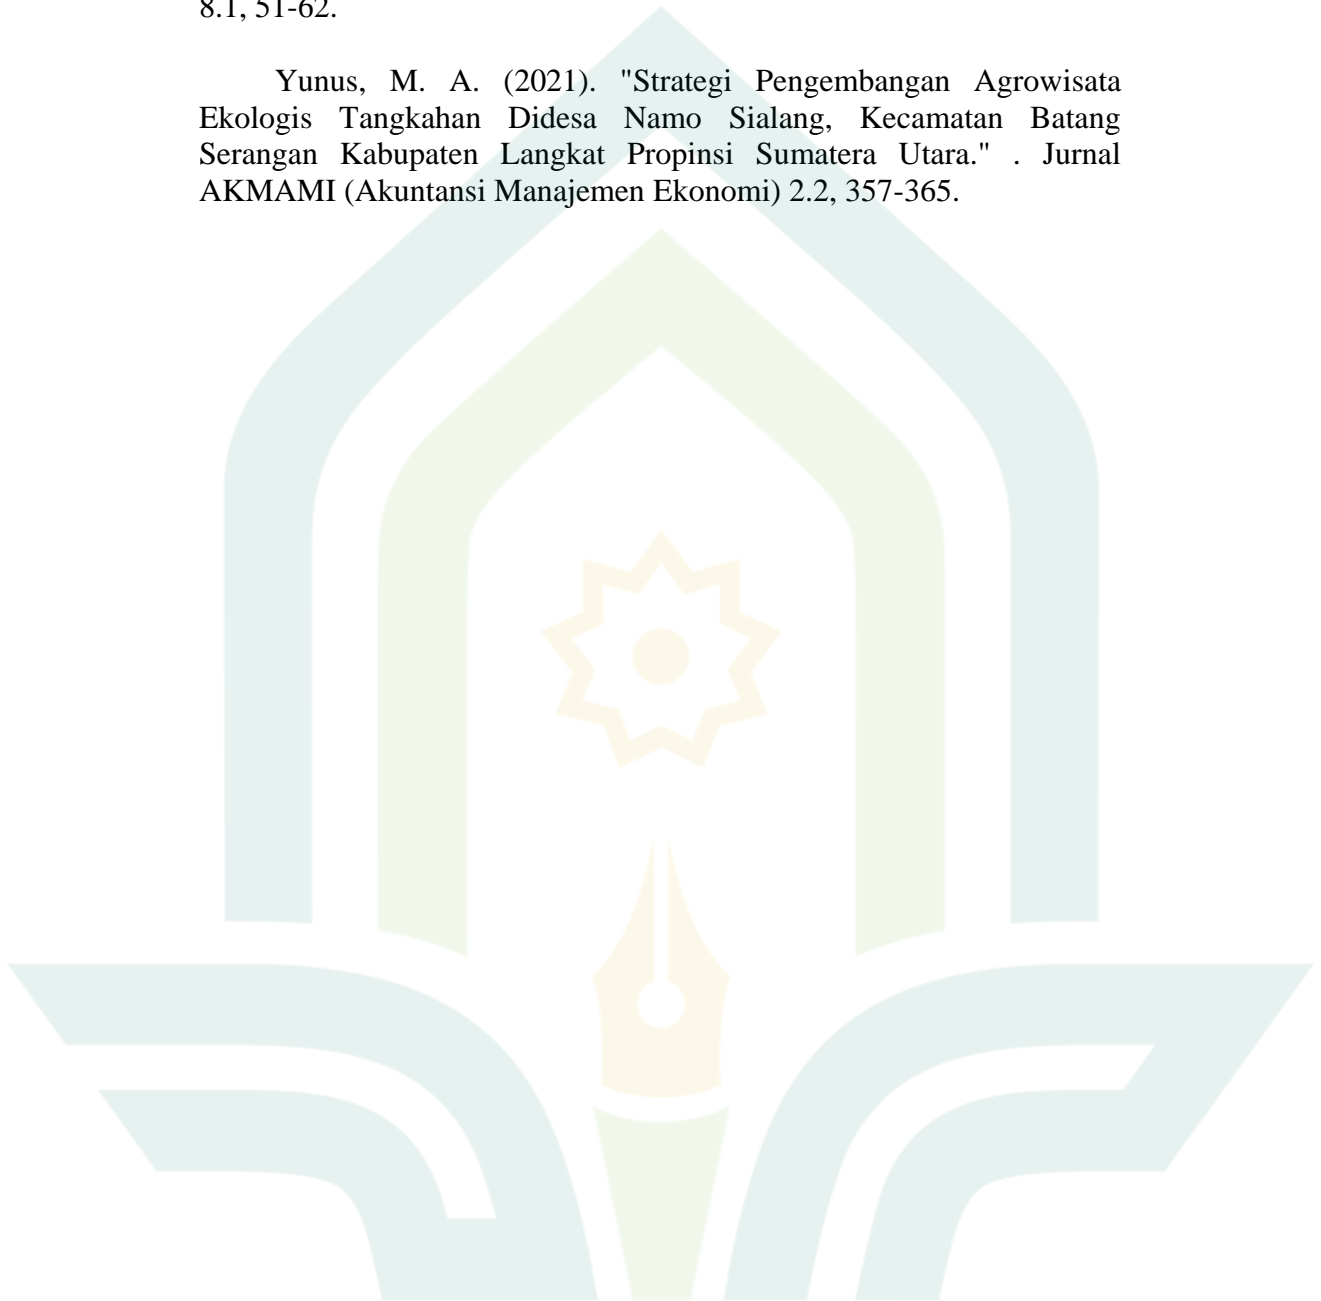 8.1, 51-62.
Yunus, M. A. (2021). "Strategi Pengembangan Agrowisata
Ekologis Tangkahan Didesa Namo Sialang, Kecamatan Batang
Serangan Kabupaten Langkat Propinsi Sumatera Utara." . Jurnal
AKMAMI (Akuntansi Manajemen Ekonomi) 2.2, 357-365.